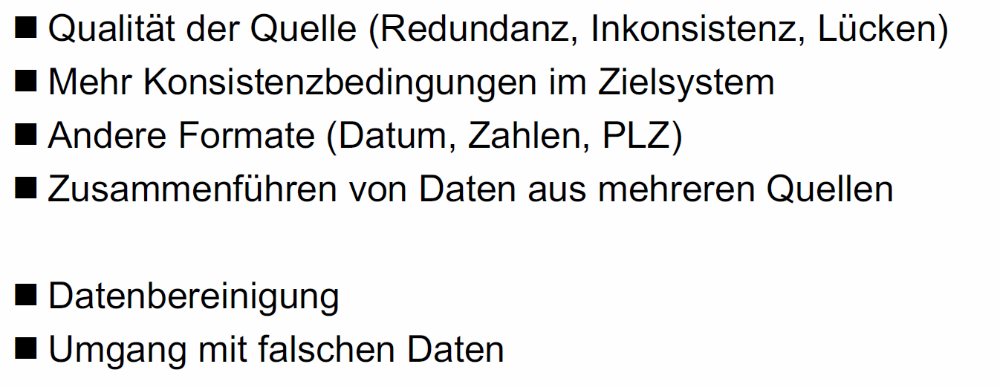 ■ Qualität der Quelle (Redundanz, Inkonsistenz, Lücken)
■ Mehr Konsistenzbedingungen im Zielsystem
■ Andere Formate (Datum, Zahlen, PLZ)
■ Zusammenführen von Daten aus mehreren Quellen
■ Datenbereinigung
■ Umgang mit falschen Daten